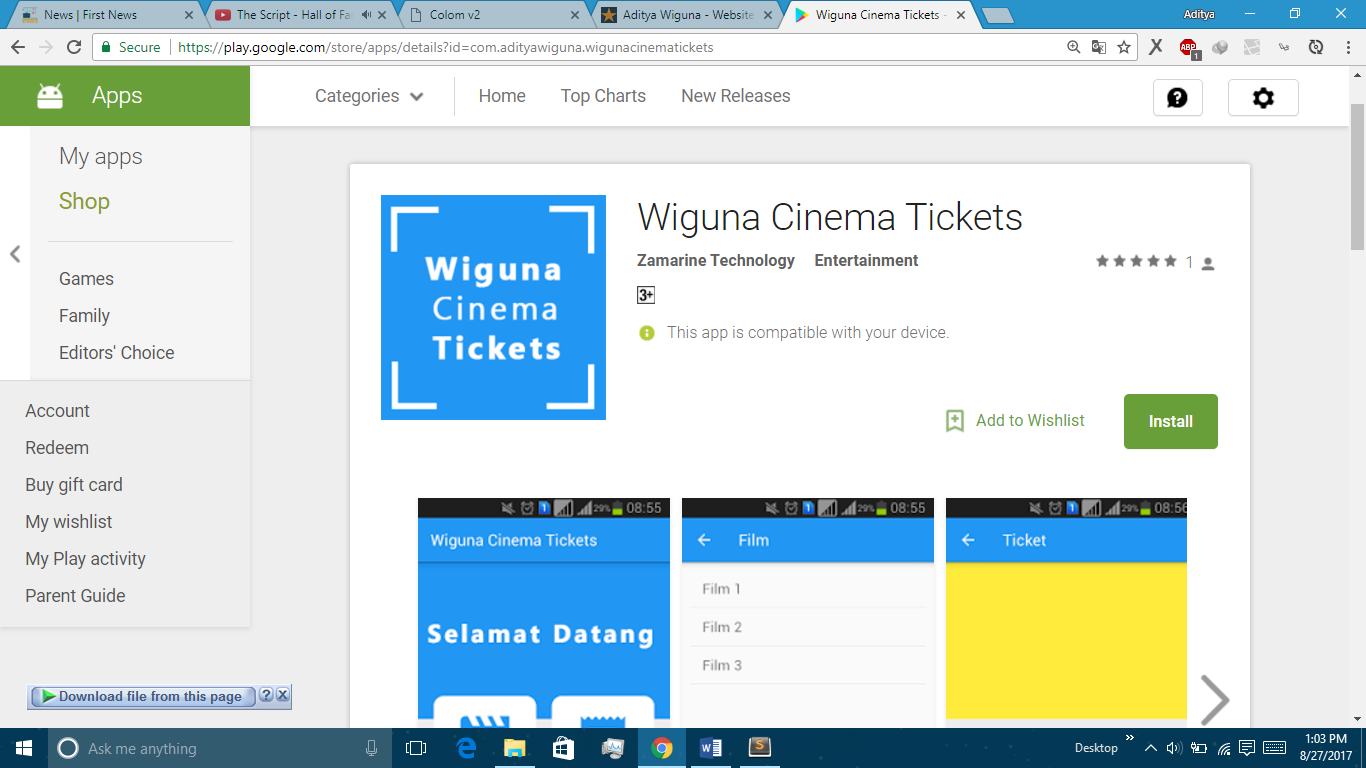 News | First News
The Script - Hall of Fa
Colom v2
Aditya Wiguna - Website
Wiguna Cinema Tickets -
Aditya
Secure
https://play.google.com/store/apps/details?id=com.adityawiguna.wigunacinematickets
X
ABP
1
Apps
Categories
Home
Top Charts
New Releases
My apps
Shop
Games
Family
Editors' Choice
Account
Redeem
Buy gift card
My wishlist
My Play activity
Parent Guide
Wiguna
Cinema
Tickets
Wiguna Cinema Tickets
Zamarine Technology
Entertainment
1
3+
This app is compatible with your device.
Add to Wishlist
Install
1 29% 08:55
Wiguna Cinema Tickets
Selamat Datang
1 29% 08:55
Film
Film 1
Film 2
Film 3
1 29% 08:56
Ticket
Download file from this page
?
X
Ask me anything
Desktop
1:03 PM
8/27/2017